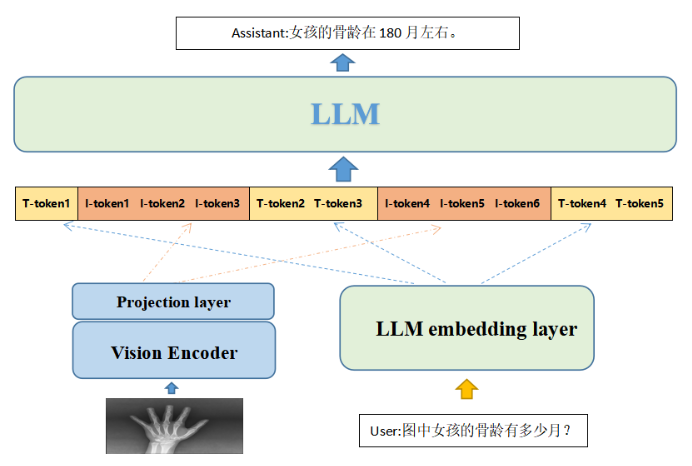 Assistant:女孩的骨龄在 180 月左右。
LLM
T-token1 I-token1 I-token2 I-token3 T-token2 T-token3 I-token4 I-token5 I-token6 T-token4 T-token5
Projection layer
Vision Encoder
LLM embedding layer
User:图中女孩的骨龄有多少月？